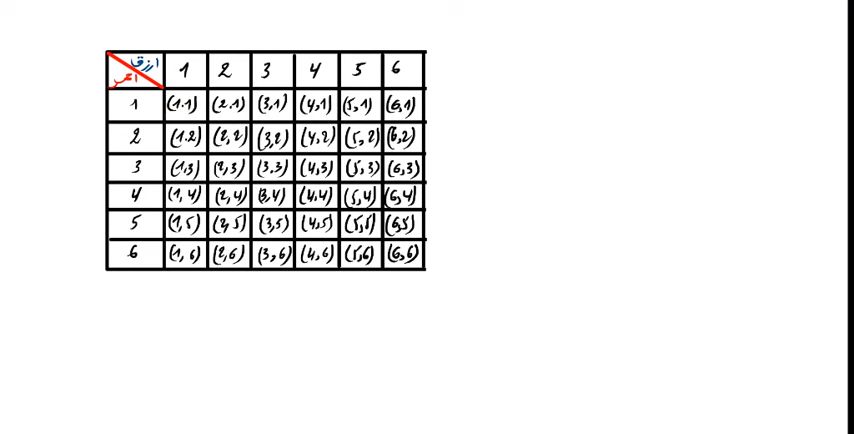 ازرق 1 2 3 4 5 6
احمر
1 (1.1) (2.1) (3,1) (4,1) (5,1) (6,1)
2 (1.2) (2,2) (3,2) (4,2) (5,2) (6,2)
3 (1,3) (2,3) (3.3) (4,3) (5,3) (6,3)
4 (1,4) (2,4) (3,4) (4.4) (5,4) (6,4)
5 (1,5) (2,5) (3,5) (4,5) (5,5) (6,5)
6 (1,6) (2,6) (3,6) (4,6) (5,6) (6,6)